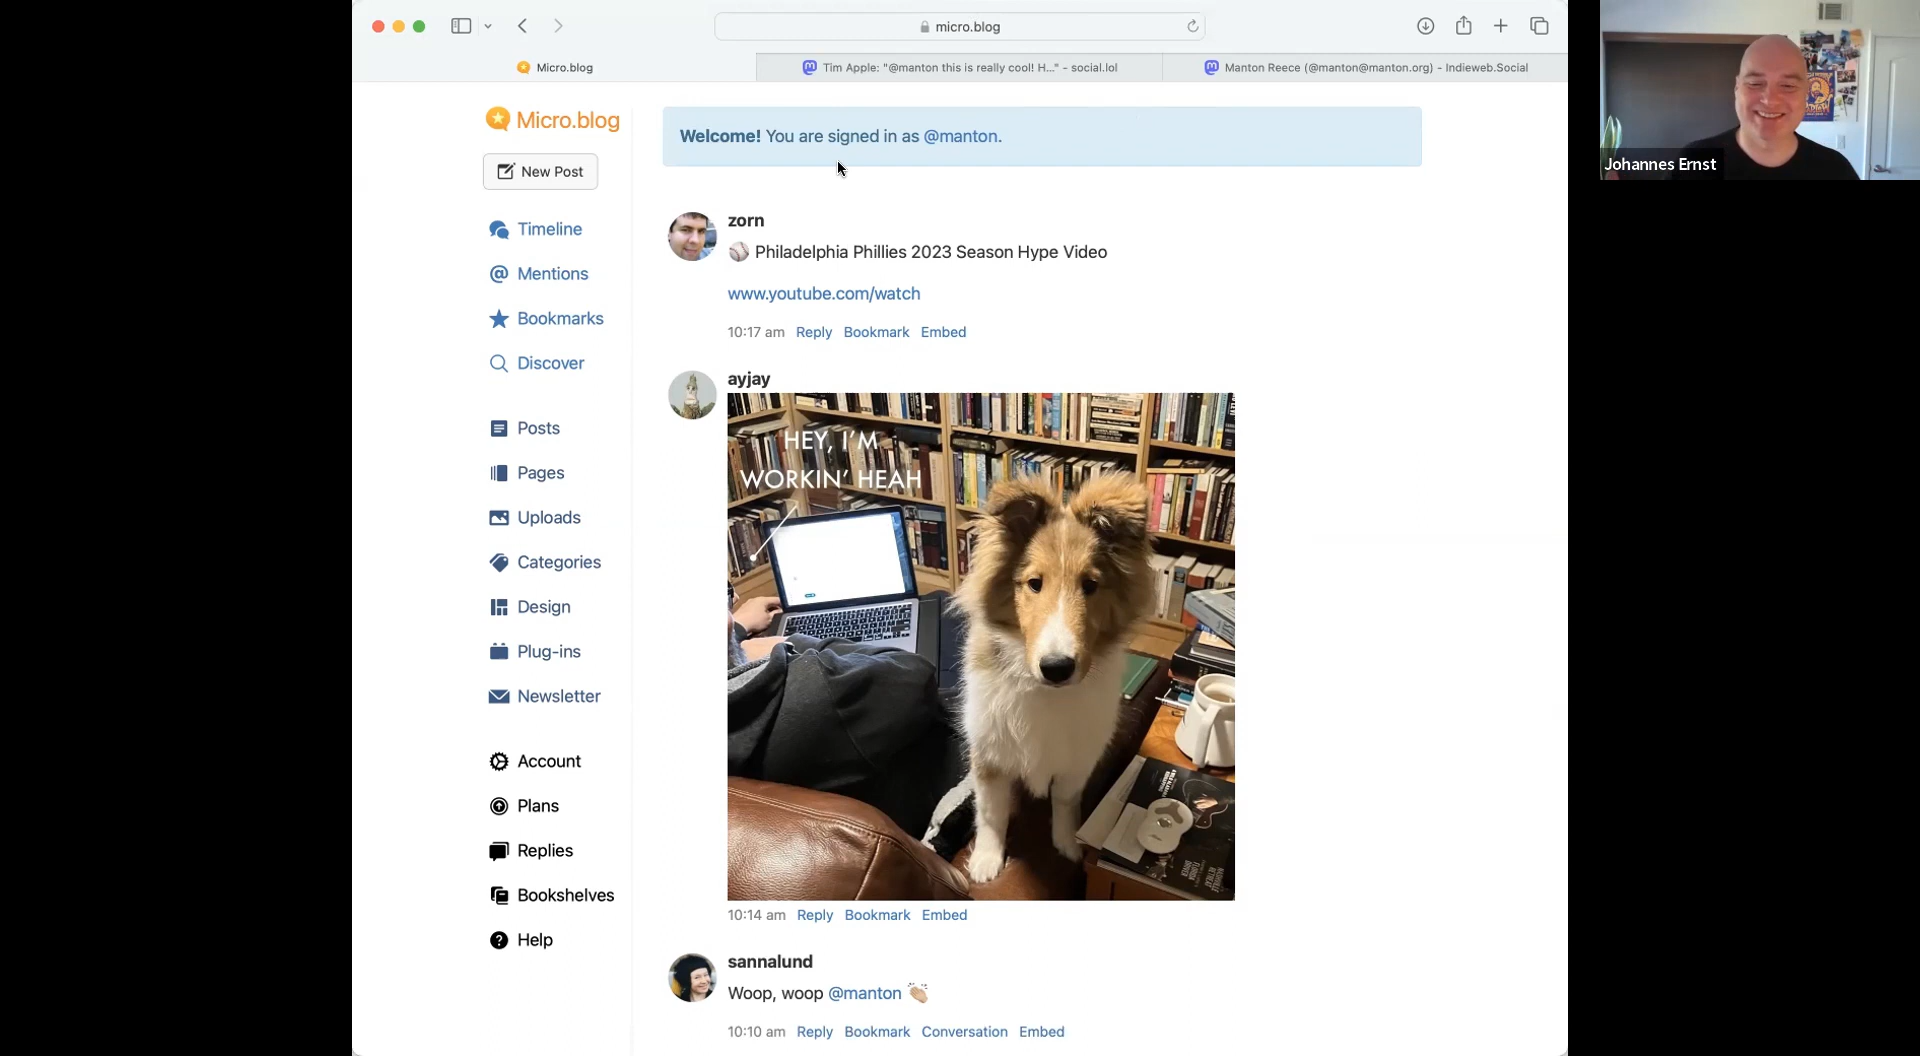 micro.blog
Micro.blog
Tim Apple: "@manton this is really cool! H..." - social.lol
Manton Reece (@manton@manton.org) - Indieweb.Social
Johannes Ernst
Micro.blog
New Post
Timeline
Mentions
Bookmarks
Discover
Posts
Pages
Uploads
Categories
Design
Plug-ins
Newsletter
Account
Plans
Replies
Bookshelves
Help
Welcome! You are signed in as @manton.
zorn
Philadelphia Phillies 2023 Season Hype Video
www.youtube.com/watch
10:17 am Reply Bookmark Embed
ayjay
HEY, I'M
WORKIN' HEAH
10:14 am Reply Bookmark Embed
sannalund
Woop, woop @manton
10:10 am Reply Bookmark Conversation Embed